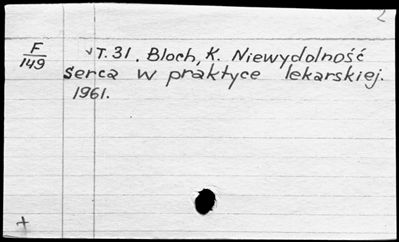 2
F
149
√T. 31. Bloch, K. Niewydolność
serca w praktyce lekarskiej.
1961.
+